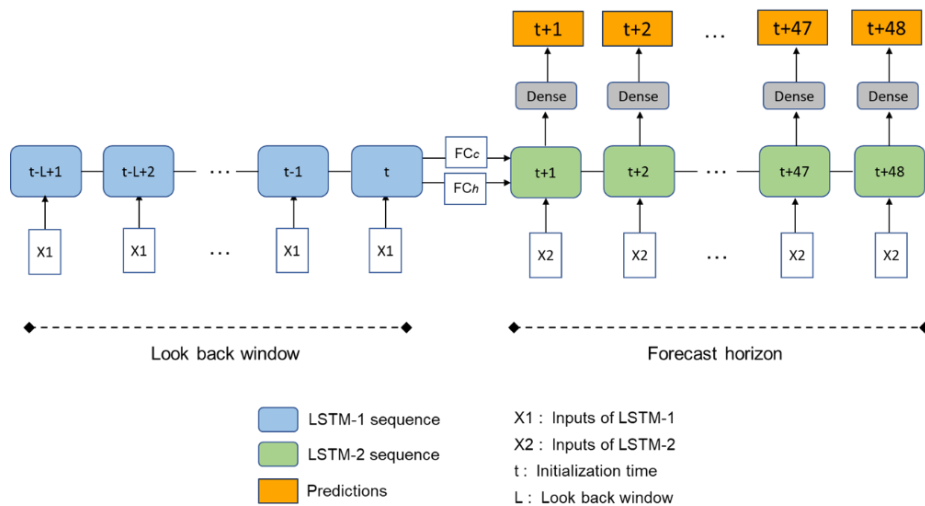 t+1 t+2 ... t+47 t+48
Dense Dense Dense Dense
FCc
t-L+1 t-L+2 ... t-1 t t+1 t+2 ... t+47 t+48
FCh
X1 X1 ... X1 X1 X2 X2 ... X2 X2
Look back window Forecast horizon
LSTM-1 sequence X1 : Inputs of LSTM-1
LSTM-2 sequence X2 : Inputs of LSTM-2
t : Initialization time
Predictions L : Look back window